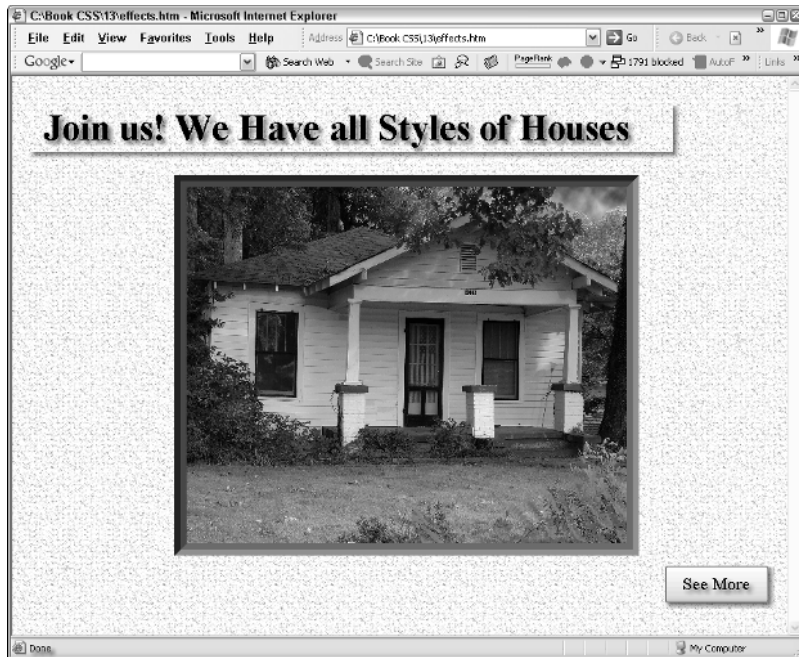 C:\Book CSS\13\effects.htm - Microsoft Internet Explorer
File Edit View Favorites Tools Help Address C:\Book CSS\13\effects.htm Go Back »
Google Search Web Search Site PageRank 1791 blocked AutoF » Links »
Join us! We Have all Styles of Houses
See More
Done My Computer